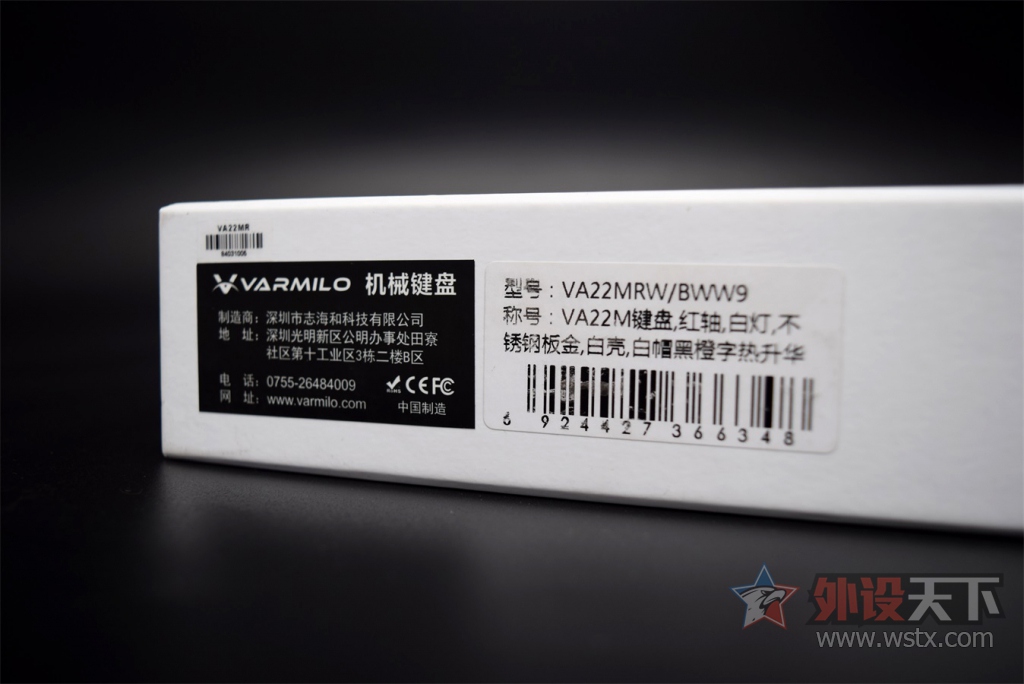 VA22MR
64031006
VARMILO 机械键盘
制造商：深圳市志海和科技有限公司
地 址：深圳光明新区公明办事处田寮
社区第十工业区3栋二楼B区
电 话：0755-26484009
网 址：www.varmilo.com
RoHS CE FC
中国制造
型号：VA22MRW/BWW9
称号：VA22M键盘,红轴,白灯,不
锈钢板金,白壳,白帽黑橙字热升华
6 924427 366348
外设天下
www.wstx.com